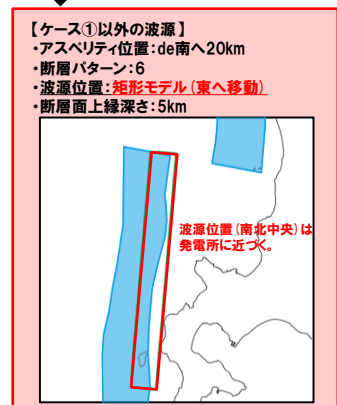 【ケース①以外の波源】
・アスペリティ位置:de南へ20km
・断層パターン:6
・波源位置:矩形モデル(東へ移動)
・断層面上縁深さ:5km
波源位置(南北中央)は
発電所に近づく。